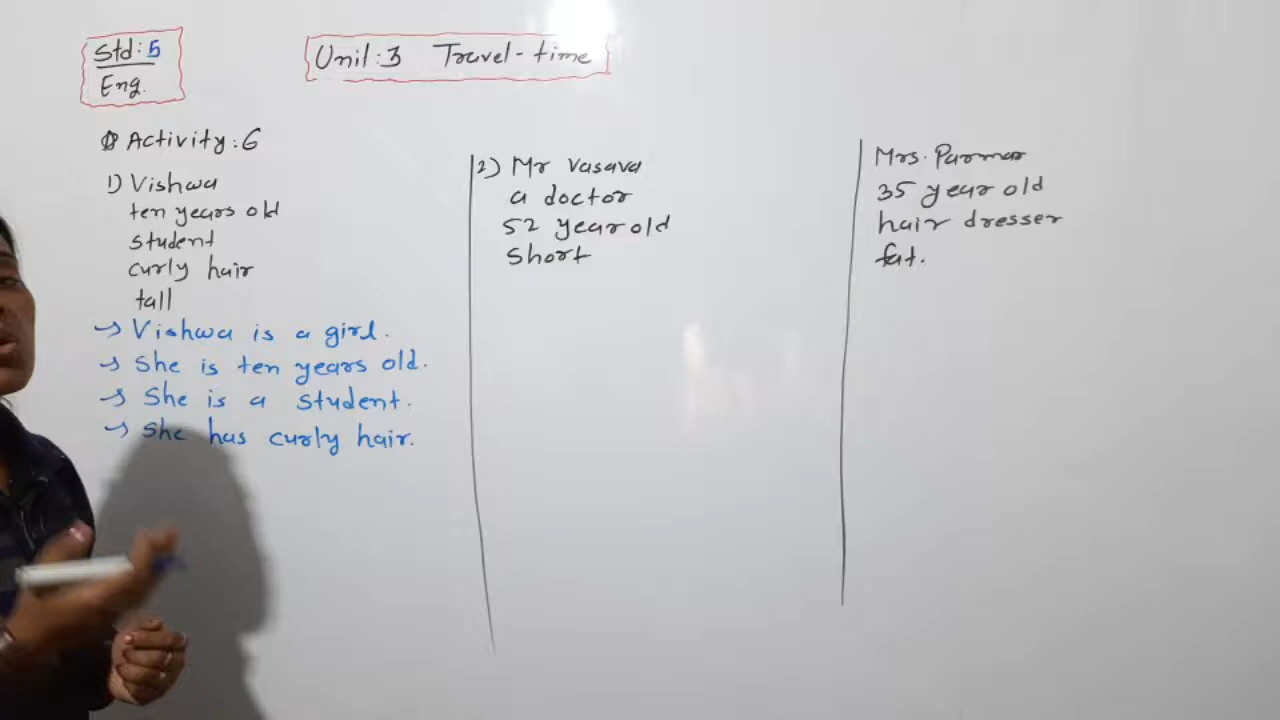 Std: 5
Eng.
Unit: 3 Travel-time
Activity: 6
1) Vishwa
ten years old
student
curly hair
tall
→ Vishwa is a girl.
→ She is ten years old.
→ She is a student.
→ She has curly hair.
2) Mr Vasava
a doctor
52 year old
short
Mrs. Parmar
35 year old
hair dresser
fat.